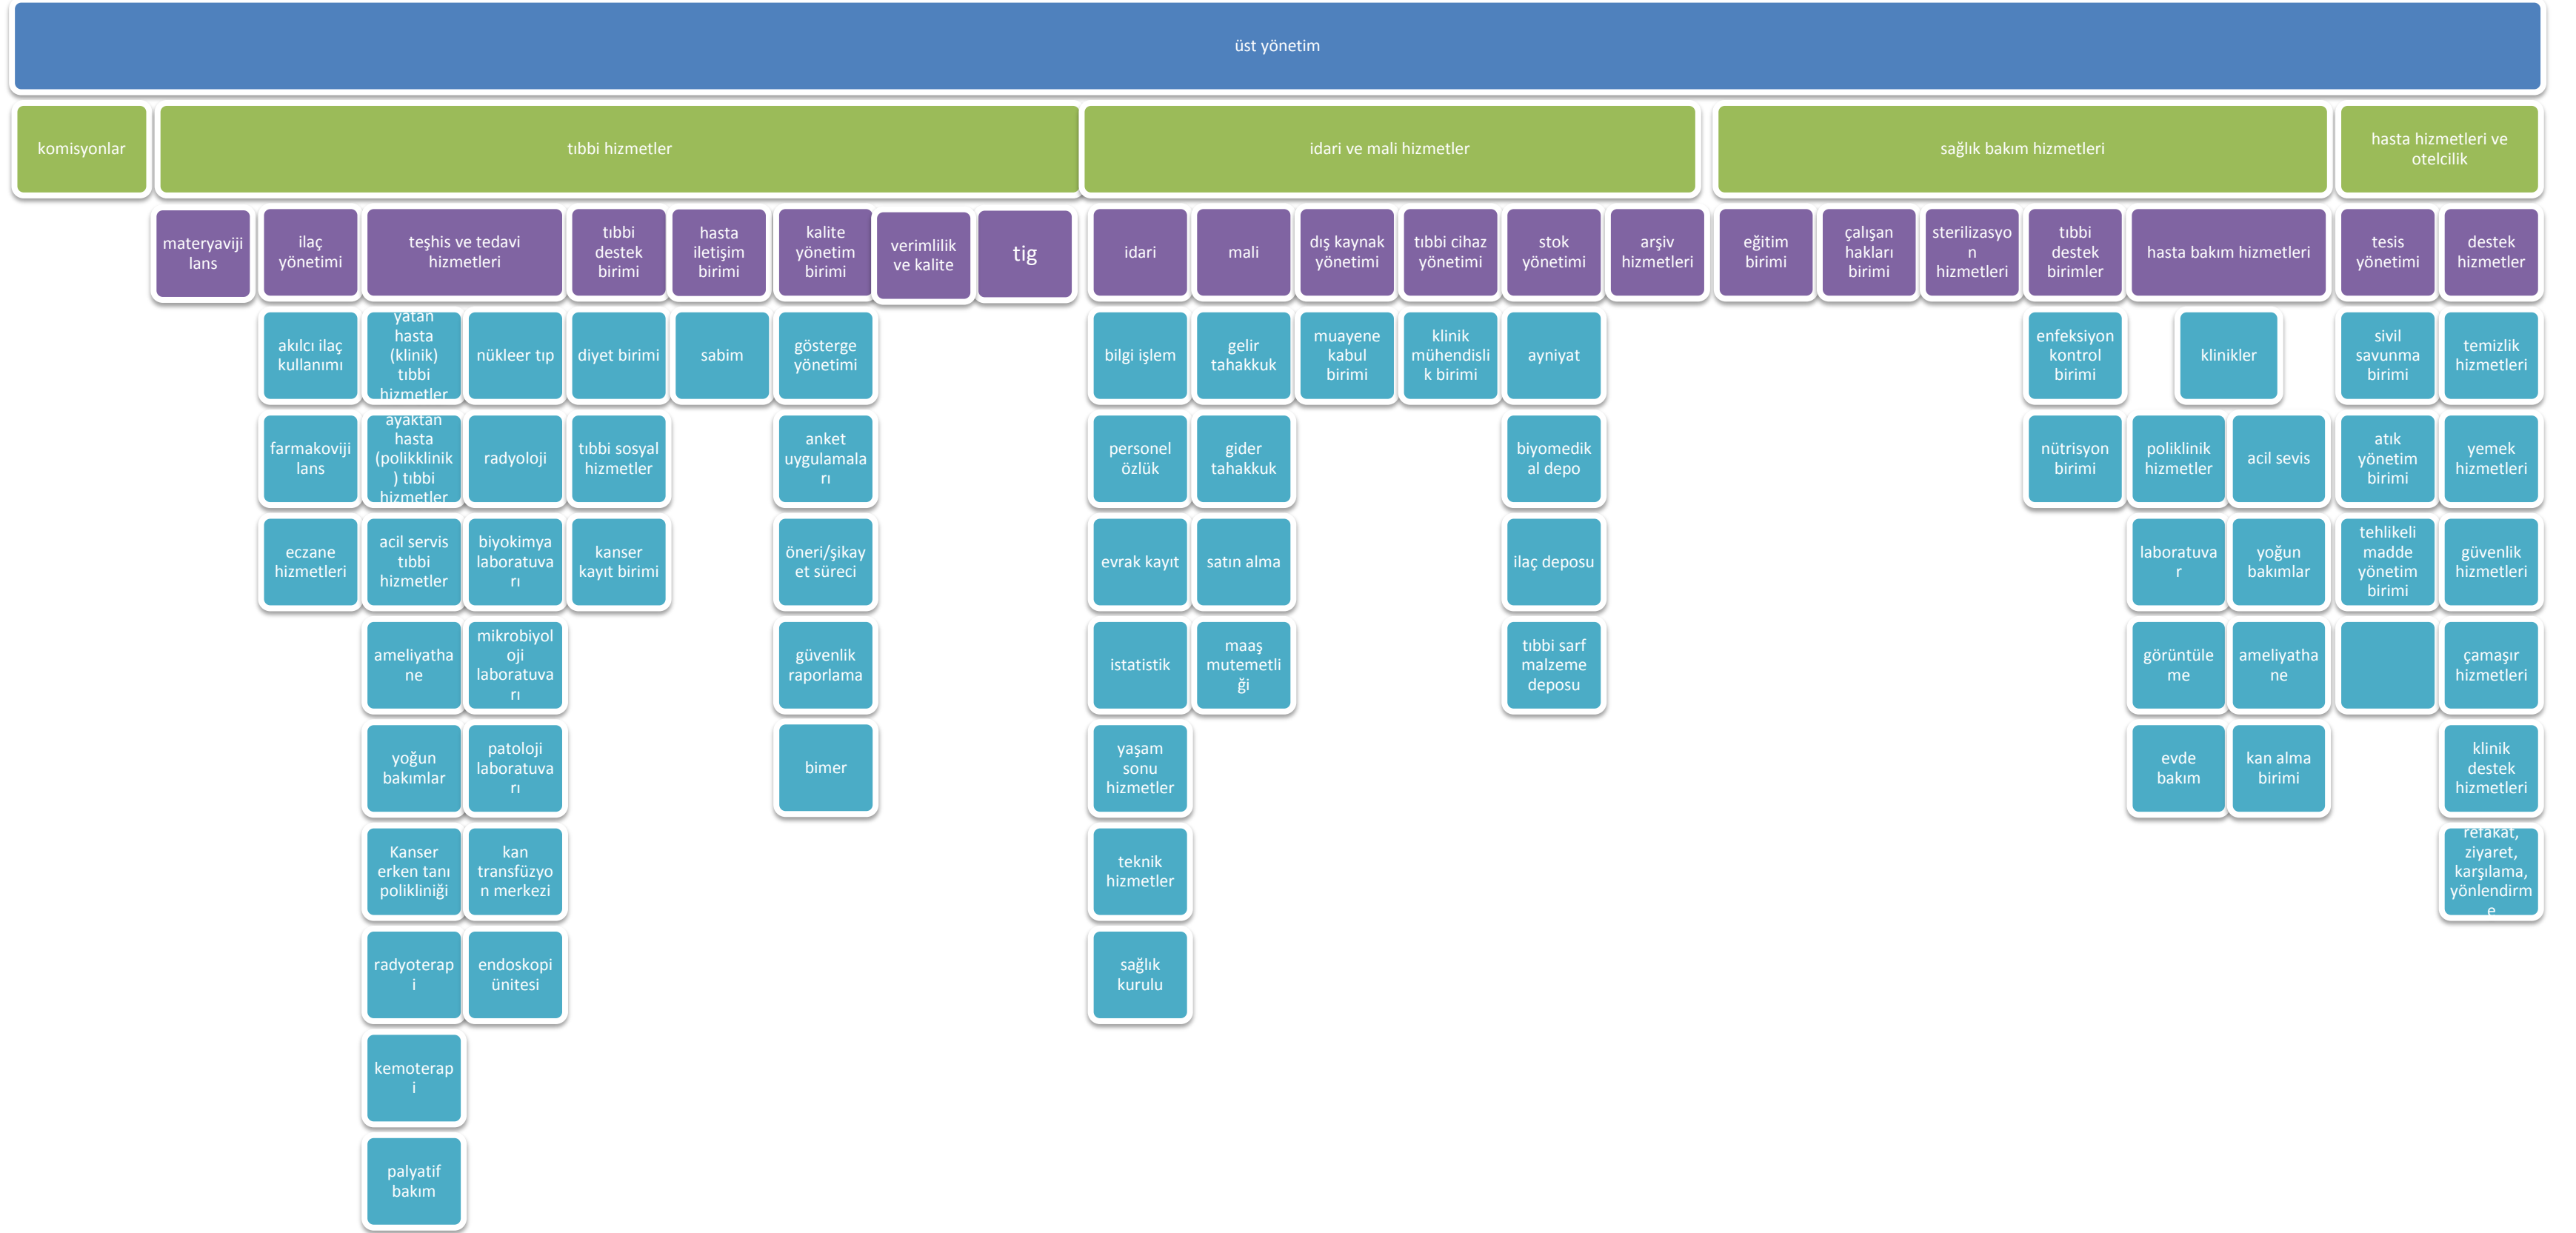 üst yönetim
komisyonlar
tıbbi hizmetler
idari ve mali hizmetler
sağlık bakım hizmetleri
hasta hizmetleri ve
otelcilik
materyaviji
lans
ilaç
yönetimi
teşhis ve tedavi
hizmetleri
tıbbi
destek
birimi
hasta
iletişim
birimi
kalite
yönetim
birimi
verimlilik
ve kalite
tig
idari
mali
dış kaynak
yönetimi
tıbbi cihaz
yönetimi
stok
yönetimi
arşiv
hizmetleri
eğitim
birimi
çalışan
hakları
birimi
sterilizasyo
n
hizmetleri
tıbbi
destek
birimler
hasta bakım hizmetleri
tesis
yönetimi
destek
hizmetler
akılcı ilaç
kullanımı
yatan
hasta
(klinik)
tıbbi
hizmetler
nükleer tıp
diyet birimi
sabim
gösterge
yönetimi
bilgi işlem
gelir
tahakkuk
muayene
kabul
birimi
klinik
mühendisli
k birimi
ayniyat
enfeksiyon
kontrol
birimi
klinikler
sivil
savunma
birimi
temizlik
hizmetleri
farmakoviji
lans
ayaktan
hasta
(polikklinik
) tıbbi
hizmetler
radyoloji
tıbbi sosyal
hizmetler
anket
uygulamala
rı
personel
özlük
gider
tahakkuk
biyomedik
al depo
nütrisyon
birimi
poliklinik
hizmetler
acil sevis
atık
yönetim
birimi
yemek
hizmetleri
eczane
hizmetleri
acil servis
tıbbi
hizmetler
biyokimya
laboratuva
rı
kanser
kayıt birimi
öneri/şikay
et süreci
evrak kayıt
satın alma
ilaç deposu
laboratuva
r
yoğun
bakımlar
tehlikeli
madde
yönetim
birimi
güvenlik
hizmetleri
ameliyatha
ne
mikrobiyol
oji
laboratuva
rı
güvenlik
raporlama
istatistik
maaş
mutemetli
ği
tıbbi sarf
malzeme
deposu
görüntüle
me
ameliyatha
ne
çamaşır
hizmetleri
yoğun
bakımlar
patoloji
laboratuva
rı
bimer
yaşam
sonu
hizmetler
evde
bakım
kan alma
birimi
klinik
destek
hizmetleri
Kanser
erken tanı
polikliniği
kan
transfüzyo
n merkezi
teknik
hizmetler
refakat,
ziyaret,
karşılama,
yönlendirm
e
radyoterap
i
endoskopi
ünitesi
sağlık
kurulu
kemoterap
i
palyatif
bakım